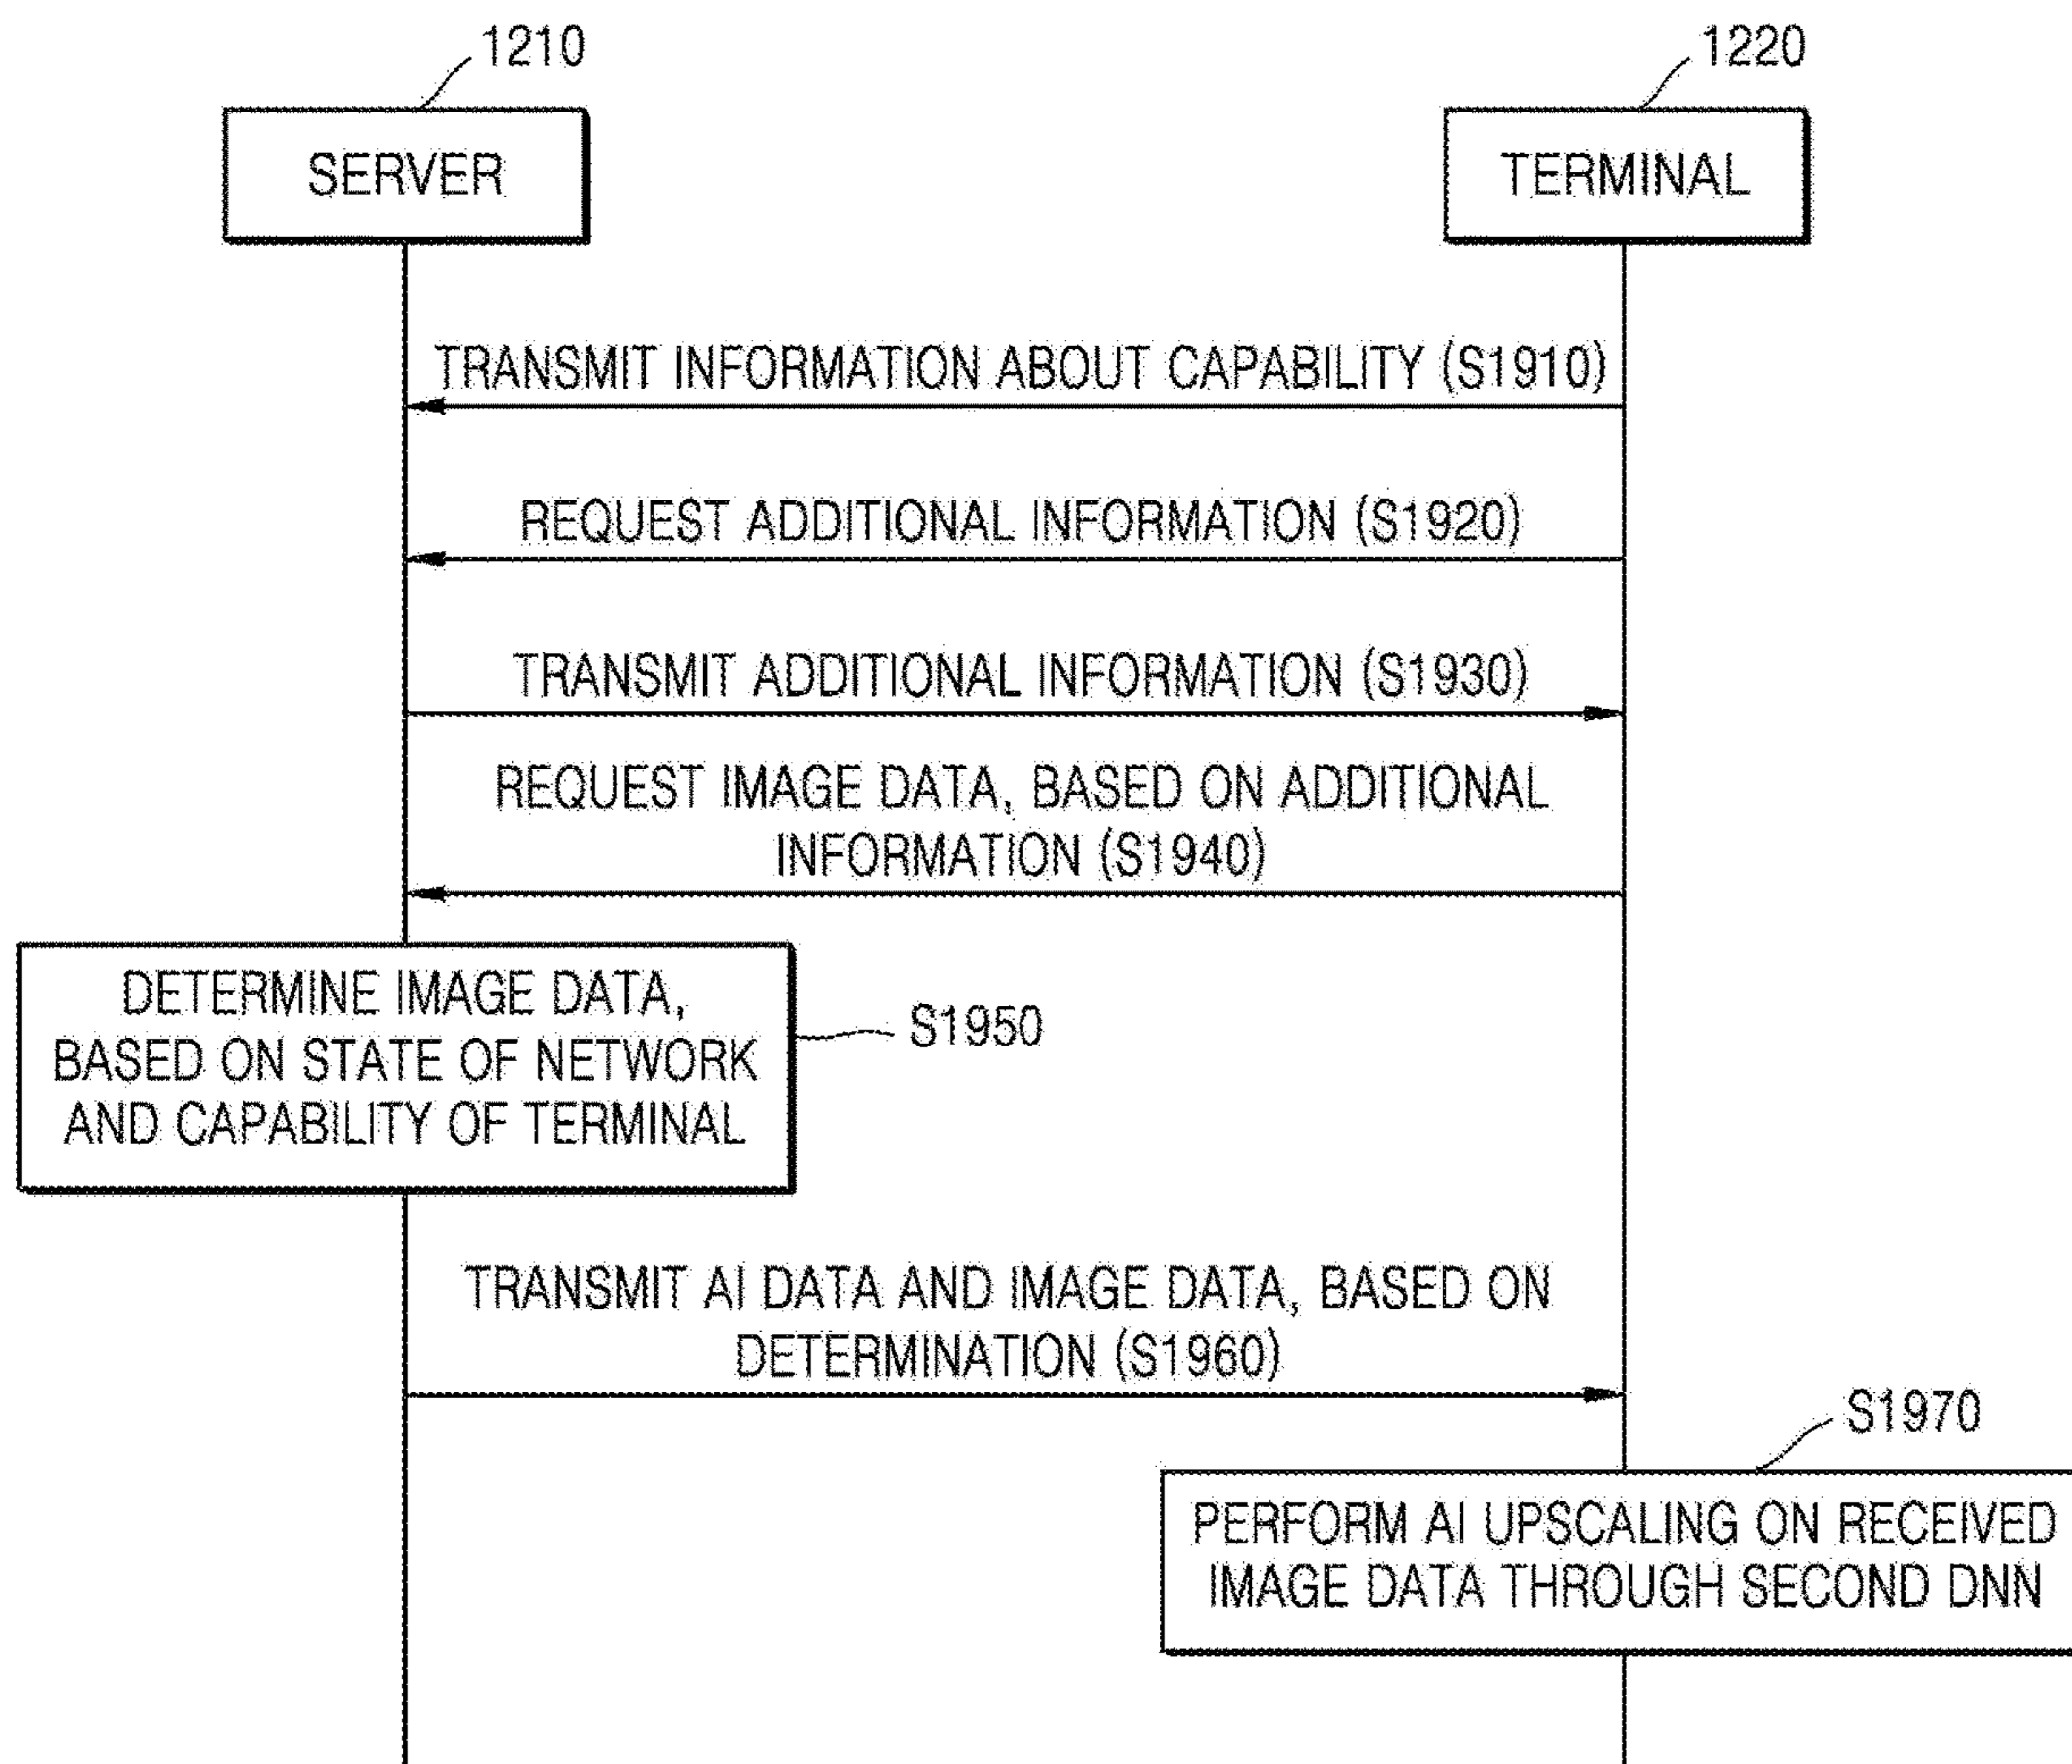 1210
1220
SERVER
TERMINAL
TRANSMIT INFORMATION ABOUT CAPABILITY (S1910)
REQUEST ADDITIONAL INFORMATION (S1920)
TRANSMIT ADDITIONAL INFORMATION (S1930)
REQUEST IMAGE DATA, BASED ON ADDITIONAL
INFORMATION (S1940)
DETERMINE IMAGE DATA,
BASED ON STATE OF NETWORK
AND CAPABILITY OF TERMINAL
S1950
TRANSMIT AI DATA AND IMAGE DATA, BASED ON
DETERMINATION (S1960)
S1970
PERFORM AI UPSCALING ON RECEIVED
IMAGE DATA THROUGH SECOND DNN